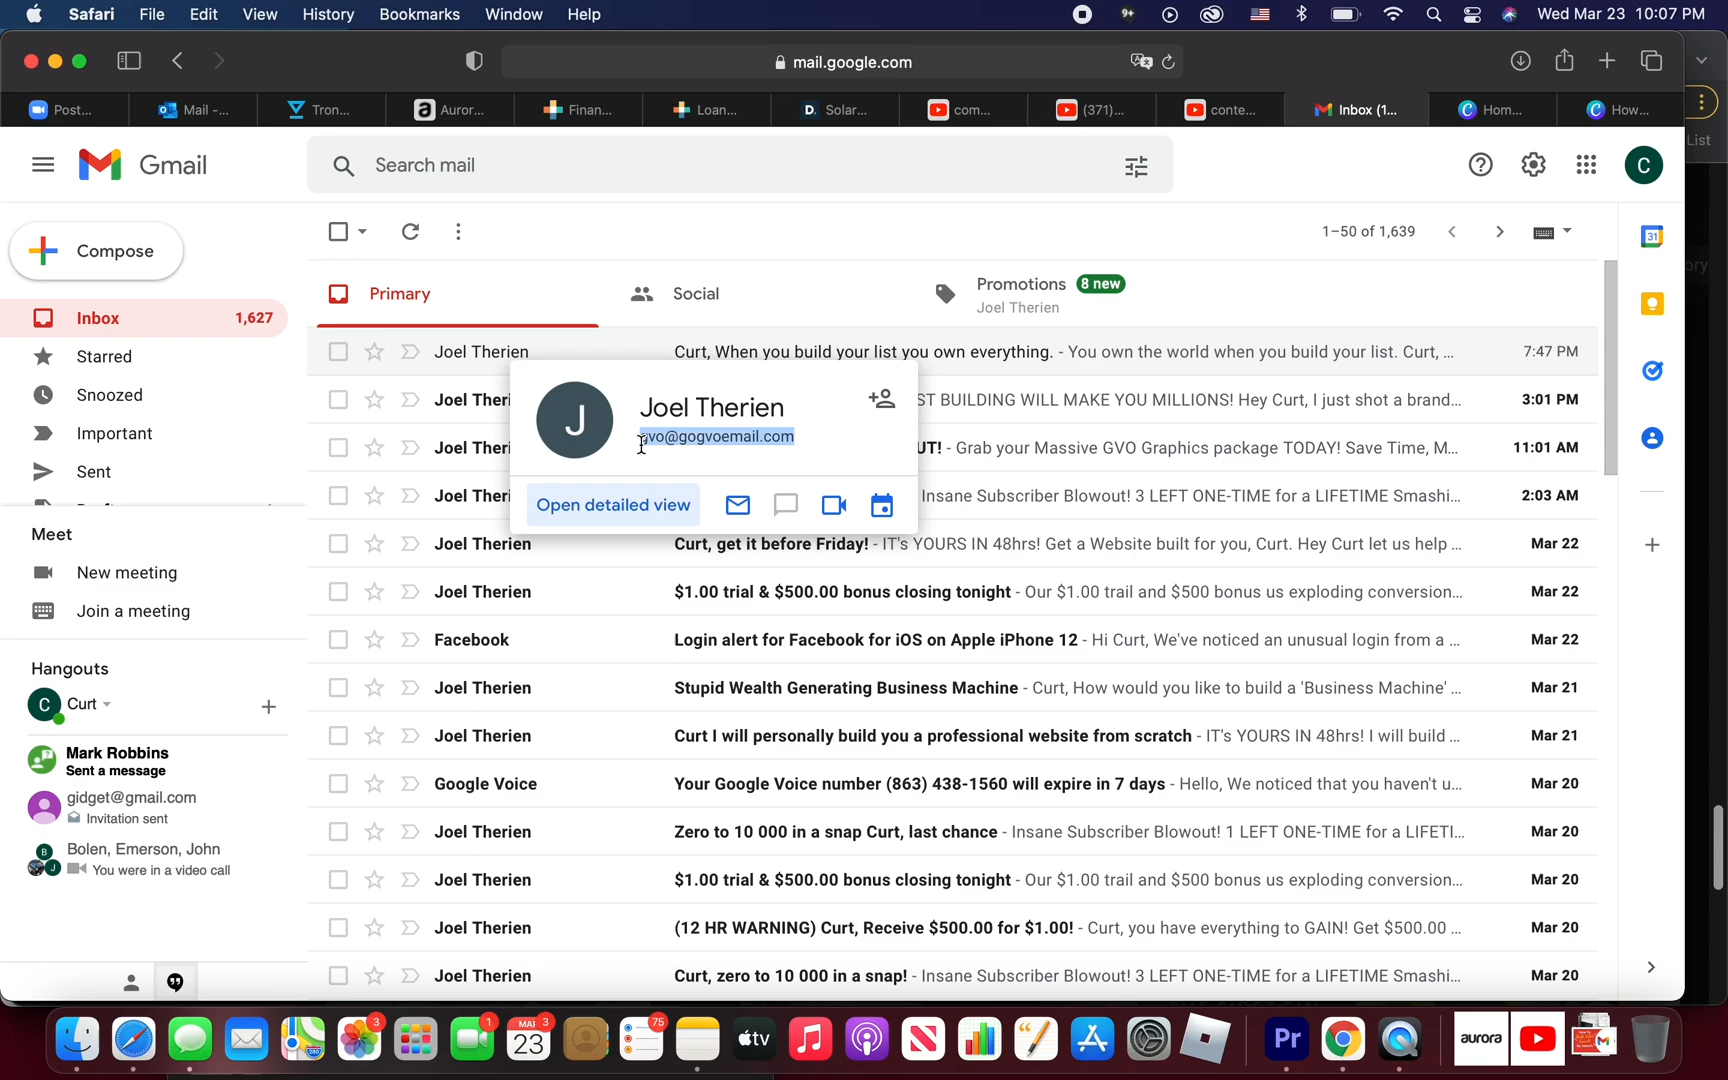 Safari File Edit View History Bookmarks Window Help
9+
Wed Mar 23 10:07 PM
mail.google.com
Post... Mail -... Tron... Auror... Finan... Loan... Solar... com... (371)... conte... Inbox (1... Hom... How...
List
Gmail
Search mail
C
Compose
1–50 of 1,639
31
ory
Inbox 1,627
Starred
Snoozed
Important
Sent
Primary
Social
Promotions 8 new
Joel Therien
Joel Therien Curt, When you build your list you own everything. - You own the world when you build your list. Curt, ... 7:47 PM
Joel Theri ST BUILDING WILL MAKE YOU MILLIONS! Hey Curt, I just shot a brand... 3:01 PM
Joel Theri UT! - Grab your Massive GVO Graphics package TODAY! Save Time, M... 11:01 AM
Joel Theri Insane Subscriber Blowout! 3 LEFT ONE-TIME for a LIFETIME Smashi... 2:03 AM
J
Joel Therien
gvo@gogvoemail.com
Open detailed view
Joel Therien Curt, get it before Friday! - IT's YOURS IN 48hrs! Get a Website built for you, Curt. Hey Curt let us help ... Mar 22
Joel Therien $1.00 trial & $500.00 bonus closing tonight - Our $1.00 trail and $500 bonus us exploding conversion... Mar 22
Facebook Login alert for Facebook for iOS on Apple iPhone 12 - Hi Curt, We've noticed an unusual login from a ... Mar 22
Joel Therien Stupid Wealth Generating Business Machine - Curt, How would you like to build a 'Business Machine' ... Mar 21
Joel Therien Curt I will personally build you a professional website from scratch - IT's YOURS IN 48hrs! I will build ... Mar 21
Google Voice Your Google Voice number (863) 438-1560 will expire in 7 days - Hello, We noticed that you haven't u... Mar 20
Joel Therien Zero to 10 000 in a snap Curt, last chance - Insane Subscriber Blowout! 1 LEFT ONE-TIME for a LIFETI... Mar 20
Joel Therien $1.00 trial & $500.00 bonus closing tonight - Our $1.00 trail and $500 bonus us exploding conversion... Mar 20
Joel Therien (12 HR WARNING) Curt, Receive $500.00 for $1.00! - Curt, you have everything to GAIN! Get $500.00 ... Mar 20
Joel Therien Curt, zero to 10 000 in a snap! - Insane Subscriber Blowout! 3 LEFT ONE-TIME for a LIFETIME Smashi... Mar 20
Meet
New meeting
Join a meeting
Hangouts
C Curt
Mark Robbins
Sent a message
gidget@gmail.com
Invitation sent
Bolen, Emerson, John
You were in a video call
3 1 MAR 23 3 75 tv Pr aurora